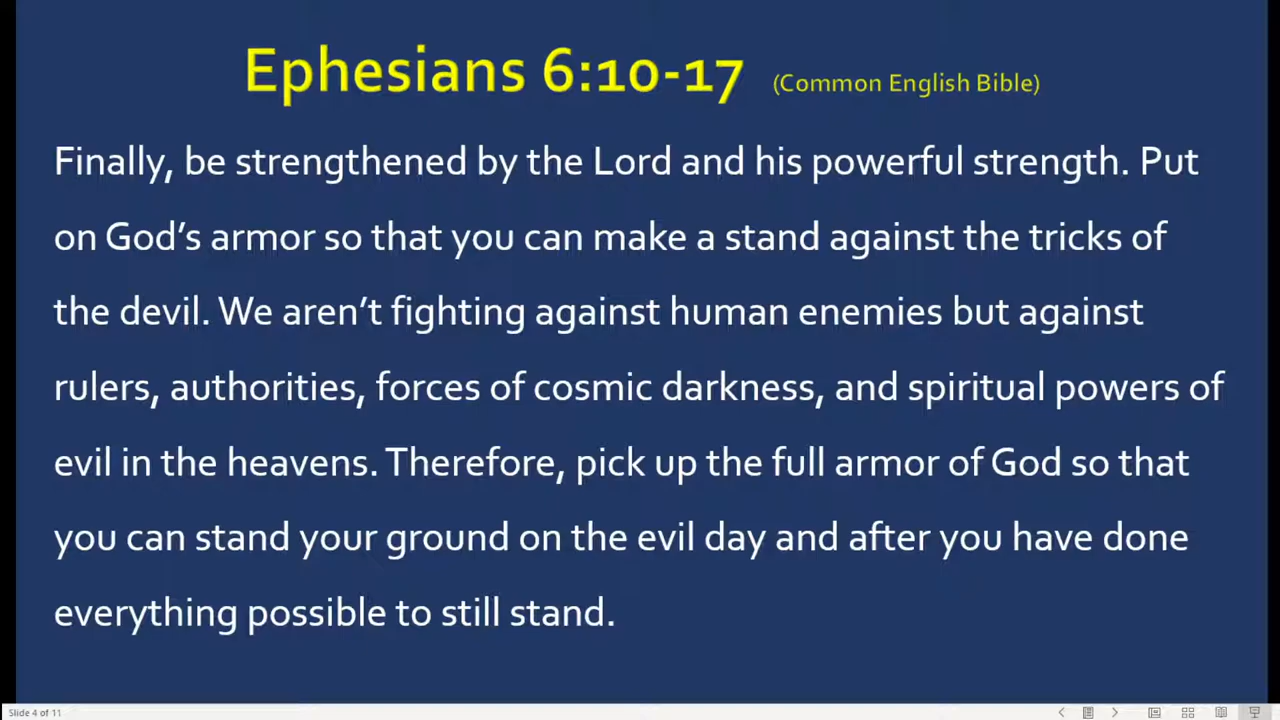 Ephesians 6:10-17 (Common English Bible)
Finally, be strengthened by the Lord and his powerful strength. Put
on God’s armor so that you can make a stand against the tricks of
the devil. We aren’t fighting against human enemies but against
rulers, authorities, forces of cosmic darkness, and spiritual powers of
evil in the heavens. Therefore, pick up the full armor of God so that
you can stand your ground on the evil day and after you have done
everything possible to still stand.
Slide 4 of 11